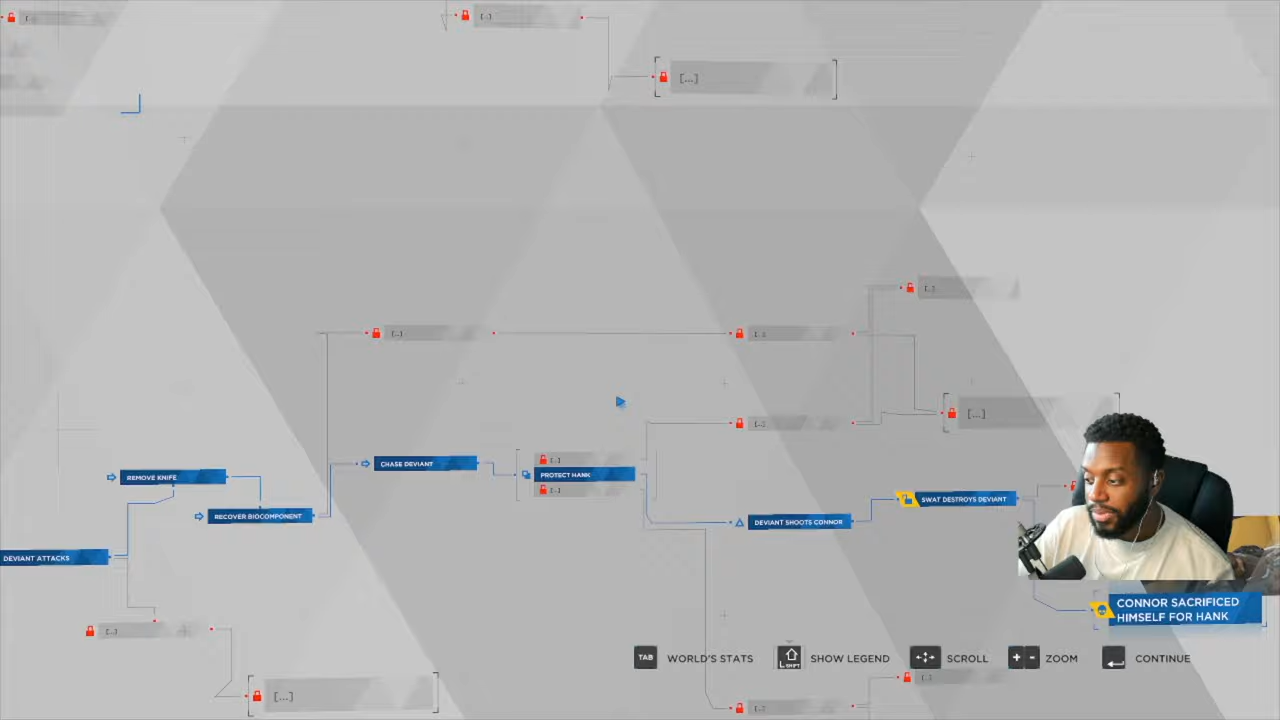 [...]
[...]
[...]
[...]
[...]
[...]
[...]
[...]
[...]
CHASE DEVIANT
[...]
PROTECT HANK
[...]
REMOVE KNIFE
SWAT DESTROYS DEVIANT
RECOVER BIOCOMPONENT
DEVIANT SHOOTS CONNOR
DEVIANT ATTACKS
CONNOR SACRIFICED
HIMSELF FOR HANK
[...]
TAB WORLD'S STATS L SHIFT SHOW LEGEND SCROLL + - ZOOM CONTINUE
[...]
[...]
[...]